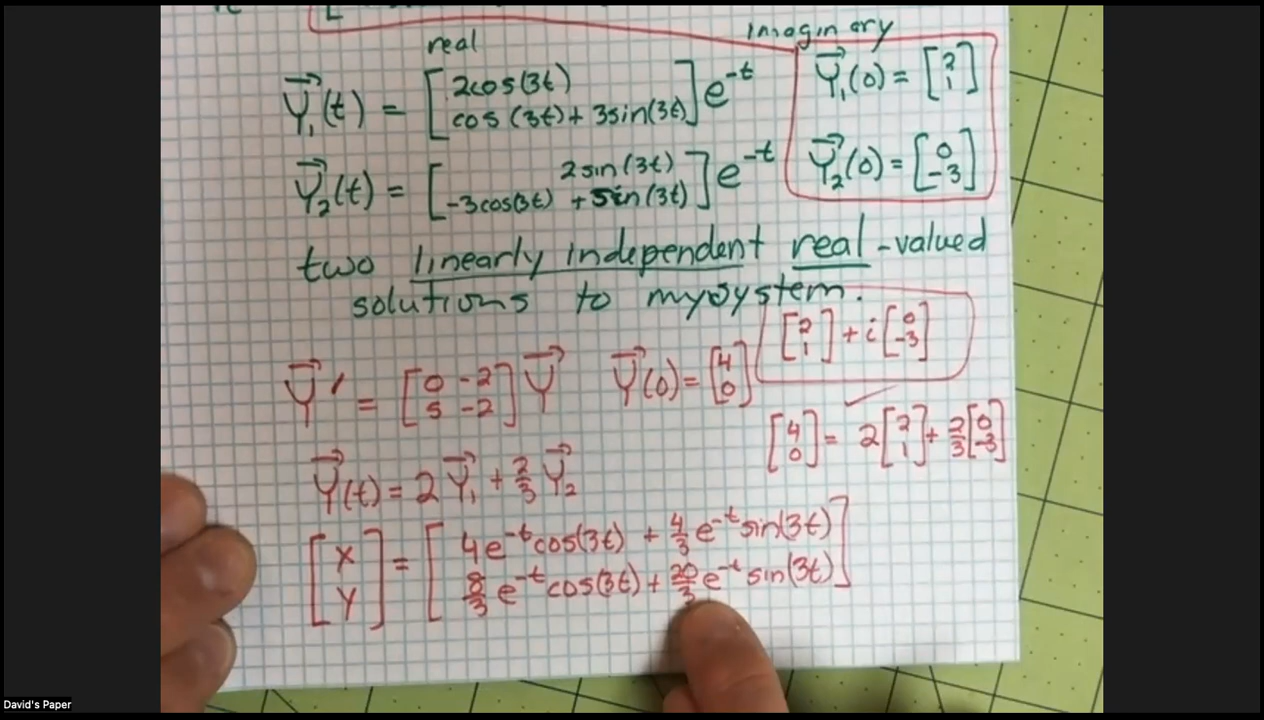 real
imaginary
Y⃗₁(t) = [2cos(3t) ; cos(3t) + 3sin(3t)] e^{-t}
Y⃗₁(0) = [2 ; 1]
Y⃗₂(t) = [2sin(3t) ; -3cos(3t) + sin(3t)] e^{-t}
Y⃗₂(0) = [0 ; -3]
two linearly independent real-valued
solutions to my system.
[2 ; 1] + i[0 ; -3]
Y⃗' = [0 -2 ; 5 -2] Y⃗
Y⃗(0) = [4 ; 0]
[4 ; 0] = 2[2 ; 1] + 2/3[0 ; -3]
Y⃗(t) = 2Y⃗₁ + 2/3 Y⃗₂
[x ; y] = [4e^{-t}cos(3t) + 4/3 e^{-t}sin(3t) ; 8/3 e^{-t}cos(3t) + 20/3 e^{-t}sin(3t)]
David's Paper